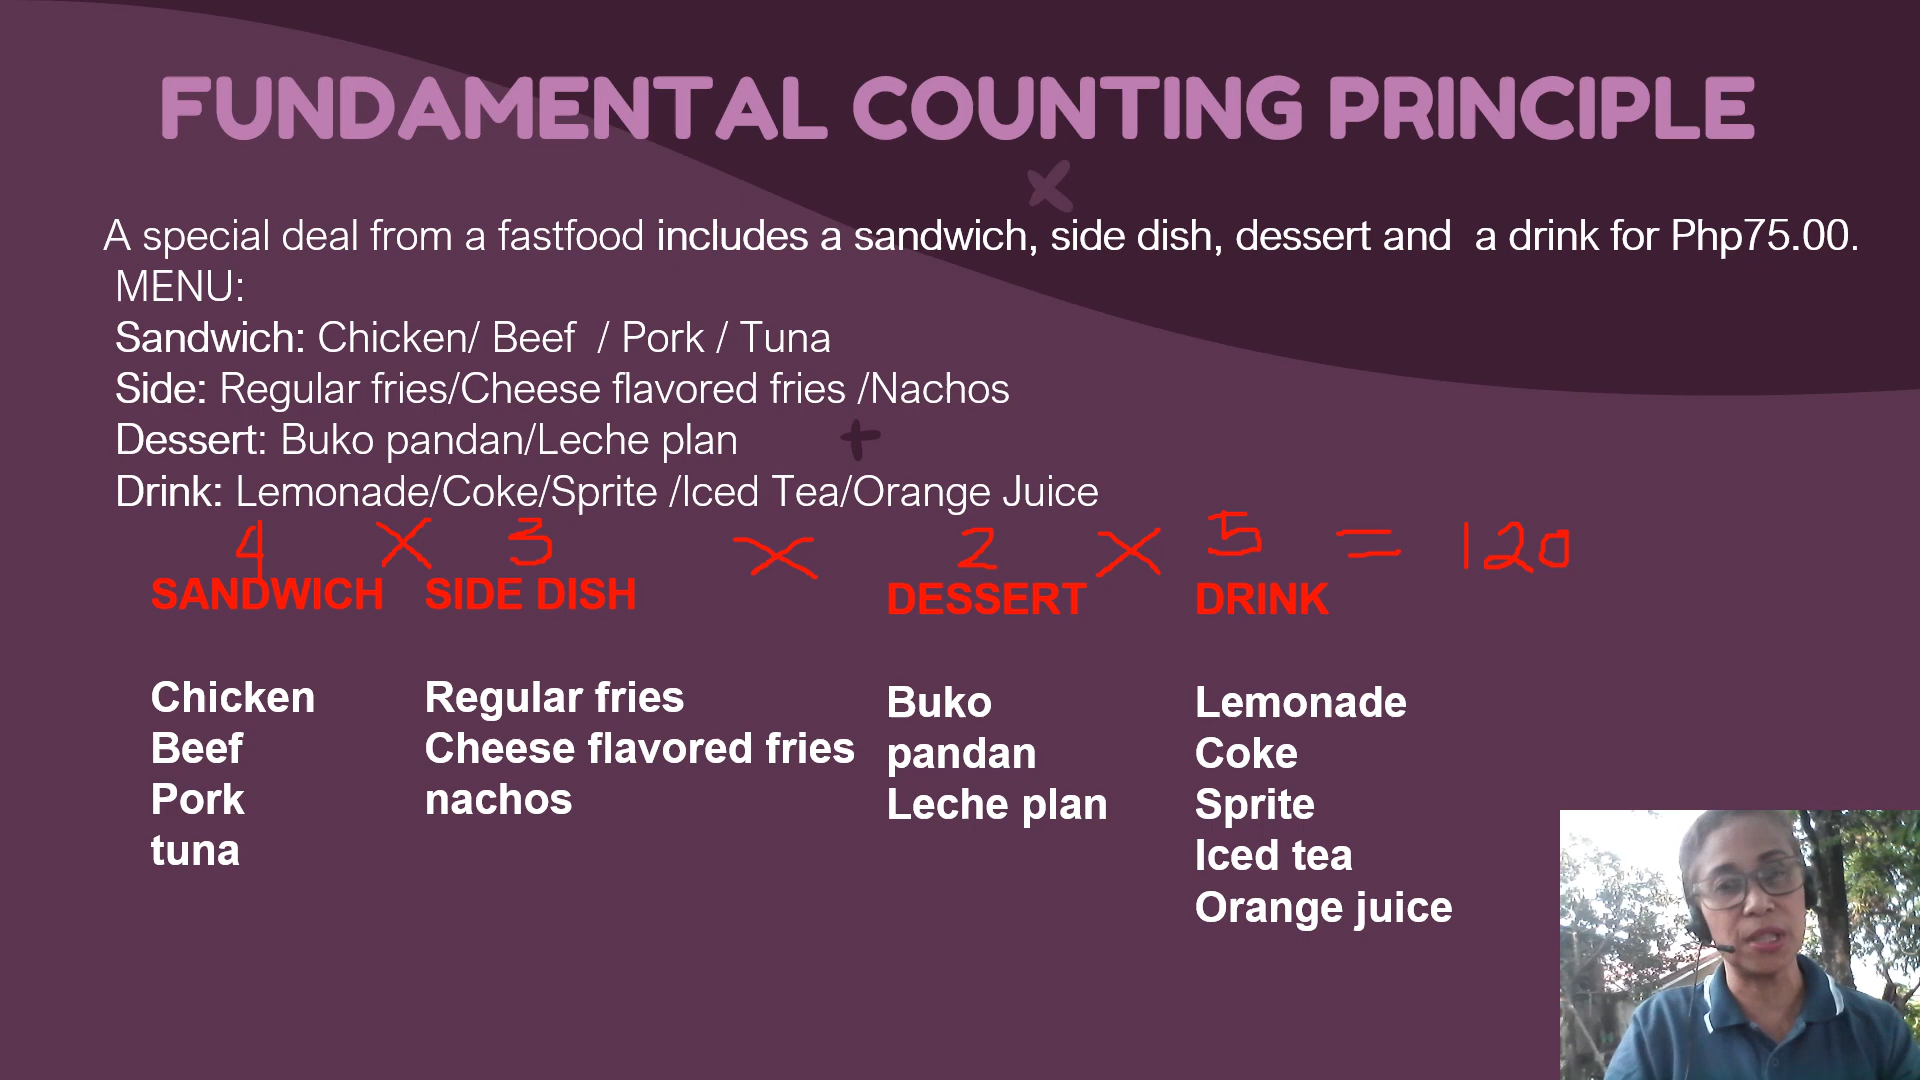 FUNDAMENTAL COUNTING PRINCIPLE
A special deal from a fastfood includes a sandwich, side dish, dessert and a drink for Php75.00.
MENU:
Sandwich: Chicken/ Beef / Pork / Tuna
Side: Regular fries/Cheese flavored fries /Nachos
Dessert: Buko pandan/Leche plan
Drink: Lemonade/Coke/Sprite /Iced Tea/Orange Juice
4 × 3 × 2 × 5 = 120
SANDWICH SIDE DISH DESSERT DRINK
Chicken Regular fries Buko Lemonade
Beef Cheese flavored fries pandan Coke
Pork nachos Leche plan Sprite
tuna Iced tea
Orange juice